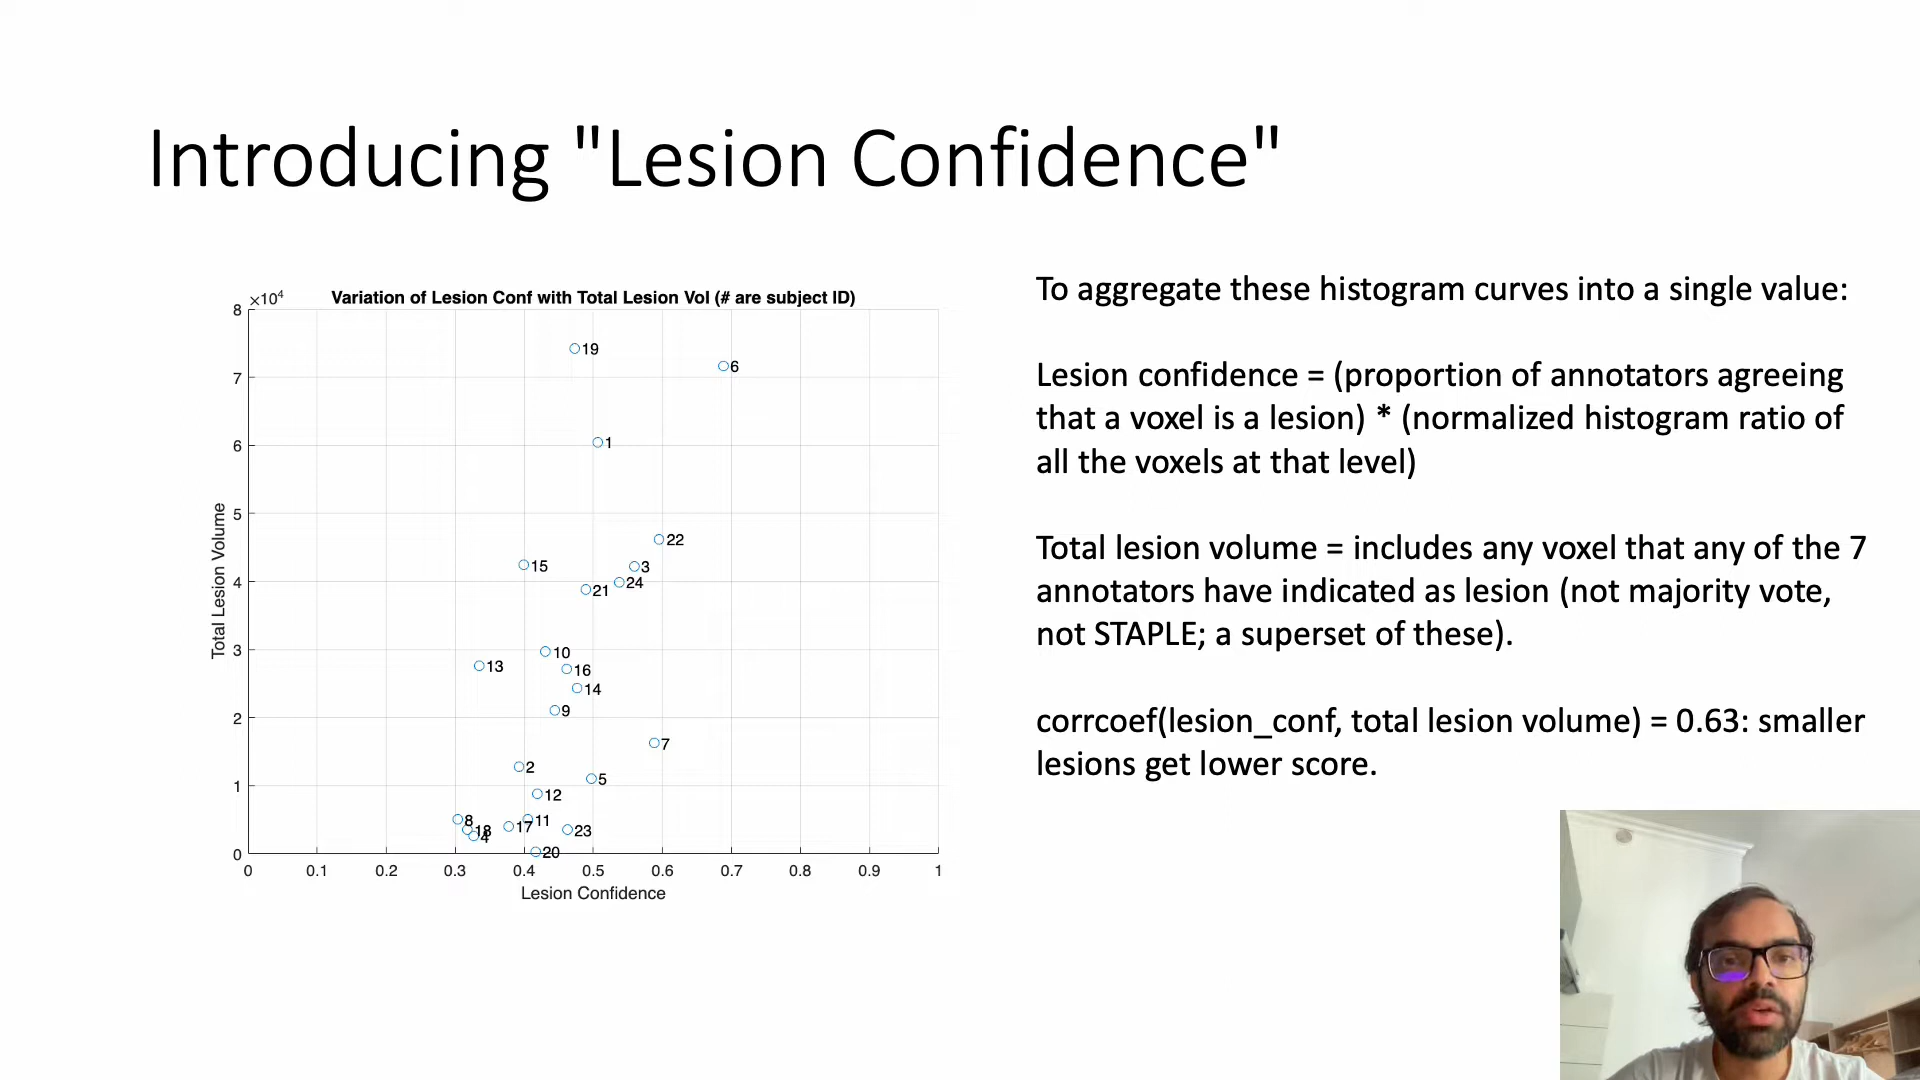 Introducing "Lesion Confidence"
×10⁴
Variation of Lesion Conf with Total Lesion Vol (# are subject ID)
8
7
6
5
4
3
2
1
0
Total Lesion Volume
19
6
1
22
15
3
24
21
10
13
16
14
9
7
2
5
12
8
11
18
17
23
4
20
0 0.1 0.2 0.3 0.4 0.5 0.6 0.7 0.8 0.9 1
Lesion Confidence
To aggregate these histogram curves into a single value:
Lesion confidence = (proportion of annotators agreeing
that a voxel is a lesion) * (normalized histogram ratio of
all the voxels at that level)
Total lesion volume = includes any voxel that any of the 7
annotators have indicated as lesion (not majority vote,
not STAPLE; a superset of these).
corrcoef(lesion_conf, total lesion volume) = 0.63: smaller
lesions get lower score.